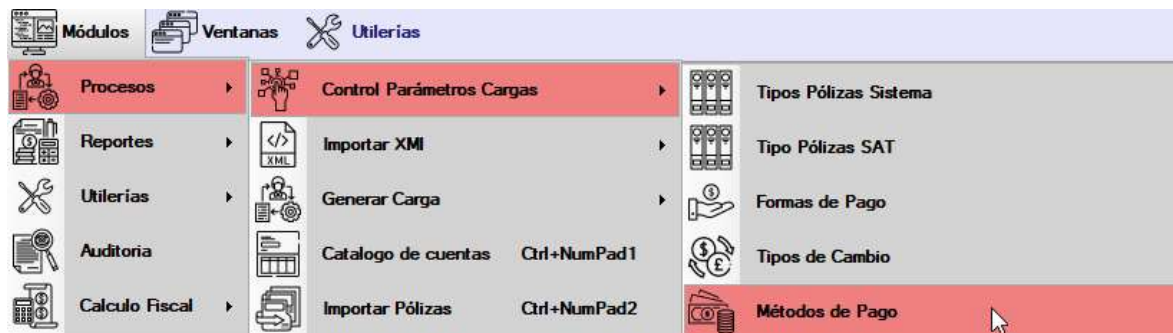 Módulos Ventanas Utilerías
Procesos Control Parámetros Cargas Tipos Pólizas Sistema
Reportes XML Importar XMl Tipo Pólizas SAT
Utilerías Generar Carga Formas de Pago
Auditoria Catalogo de cuentas Ctrl+NumPad1 Tipos de Cambio
Calculo Fiscal Importar Pólizas Ctrl+NumPad2 Métodos de Pago